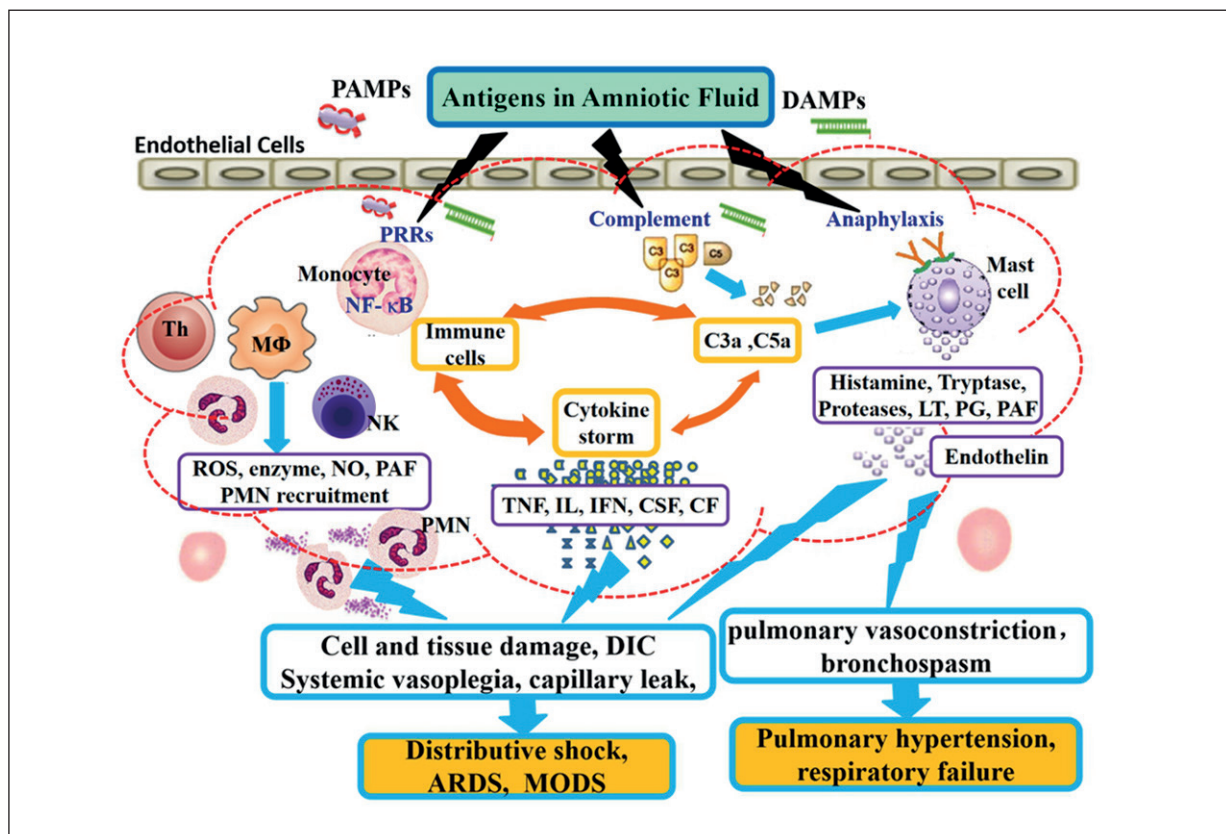 PAMPs
Antigens in Amniotic Fluid
DAMPs
Endothelial Cells
PRRs
Complement
Anaphylaxis
C3
C3
C5
C3
Monocyte
NF-κB
Mast
cell
Th
MΦ
Immune
cells
C3a ,C5a
NK
Cytokine
storm
Histamine, Tryptase,
Proteases, LT, PG, PAF
Endothelin
ROS, enzyme, NO, PAF
PMN recruitment
TNF, IL, IFN, CSF, CF
PMN
Cell and tissue damage, DIC
Systemic vasoplegia, capillary leak,
pulmonary vasoconstriction，
bronchospasm
Distributive shock,
ARDS, MODS
Pulmonary hypertension,
respiratory failure